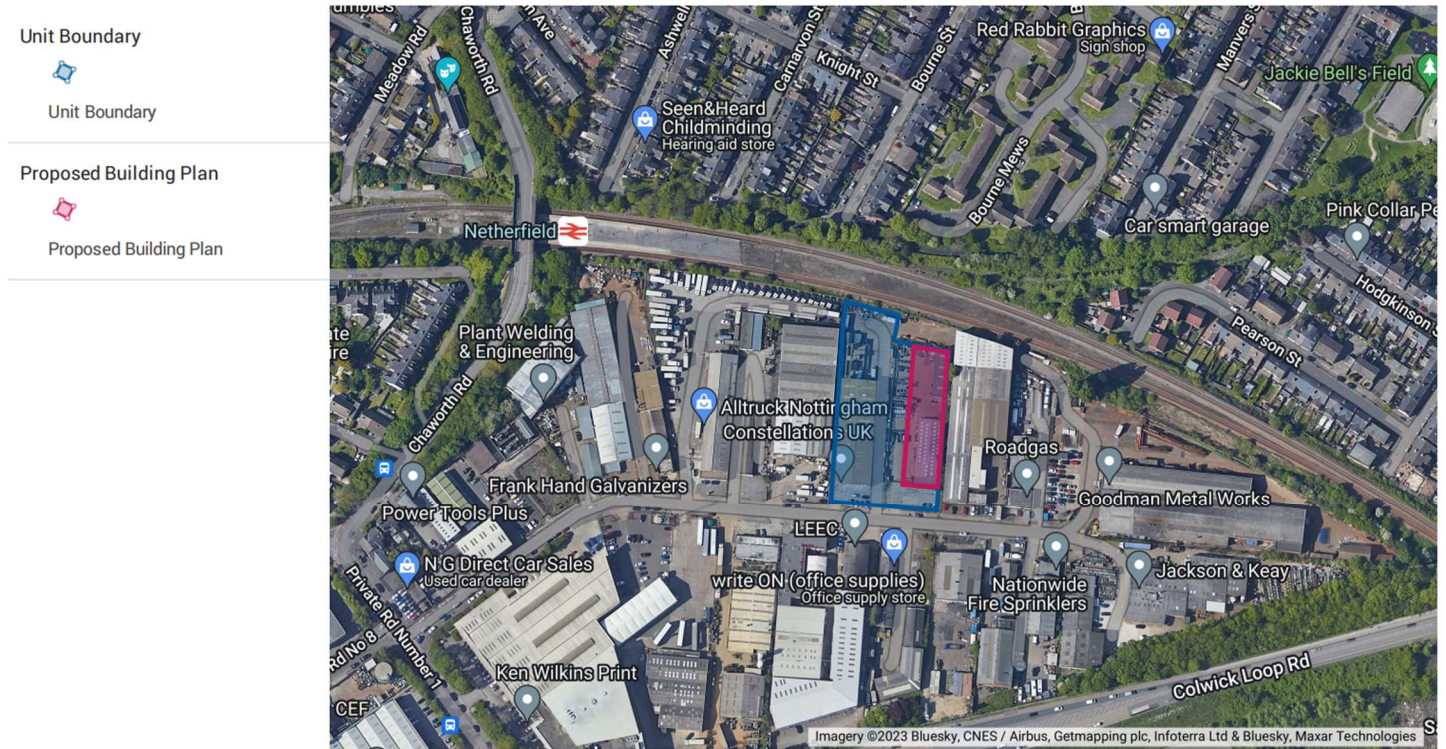 Unit Boundary
Unit Boundary
Proposed Building Plan
Proposed Building Plan
Meadow Rd
Chaworth Rd
n Ave
Ashwell
Carnarvon St
Knight St
Bourne St
Red Rabbit Graphics
Sign shop
Manvers S
Jackie Bell's Field
Seen&Heard
Childminding
Hearing aid store
Bourne Mews
Car smart garage
Pink Collar Pe
Netherfield
Hodgkinson S
Pearson St
ate
ire
Plant Welding
& Engineering
Chaworth Rd
Alltruck Nottingham
Constellations UK
Roadgas
Frank Hand Galvanizers
Goodman Metal Works
Power Tools Plus
LEEC
N G Direct Car Sales
Used car dealer
write ON (office supplies)
Office supply store
Nationwide
Fire Sprinklers
Jackson & Keay
Private Rd Number 1
Rd No 8
Ken Wilkins Print
Colwick Loop Rd
CEF
Imagery ©2023 Bluesky, CNES / Airbus, Getmapping plc, Infoterra Ltd & Bluesky, Maxar Technologies